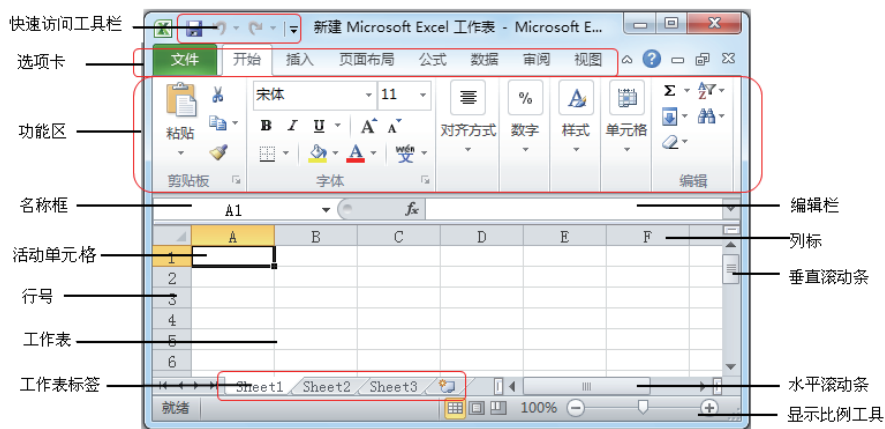 快速访问工具栏
新建 Microsoft Excel 工作表 - Microsoft E...
选项卡
文件 开始 插入 页面布局 公式 数据 审阅 视图
功能区
宋体 11
B I U A A
Σ
%
A
wén
变
粘贴 对齐方式 数字 样式 单元格
剪贴板 字体 编辑
名称框
A1 fx
编辑栏
A B C D E F
列标
活动单元格
1
2
垂直滚动条
行号
3
4
工作表
5
6
工作表标签
Sheet1 Sheet2 Sheet3
水平滚动条
就绪 100%
显示比例工具